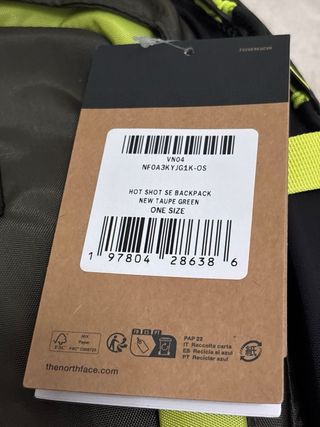 VN04
NF0A3KYJG1K-OS
HOT SHOT SE BACKPACK
NEW TAUPE GREEN
ONE SIZE
1 97804 28638 6
FSC
MIX
Paper
PAP 22
IT Raccolta carta
ES Recicla el azul
PT Reciclar azul
紙
thenorthface.com